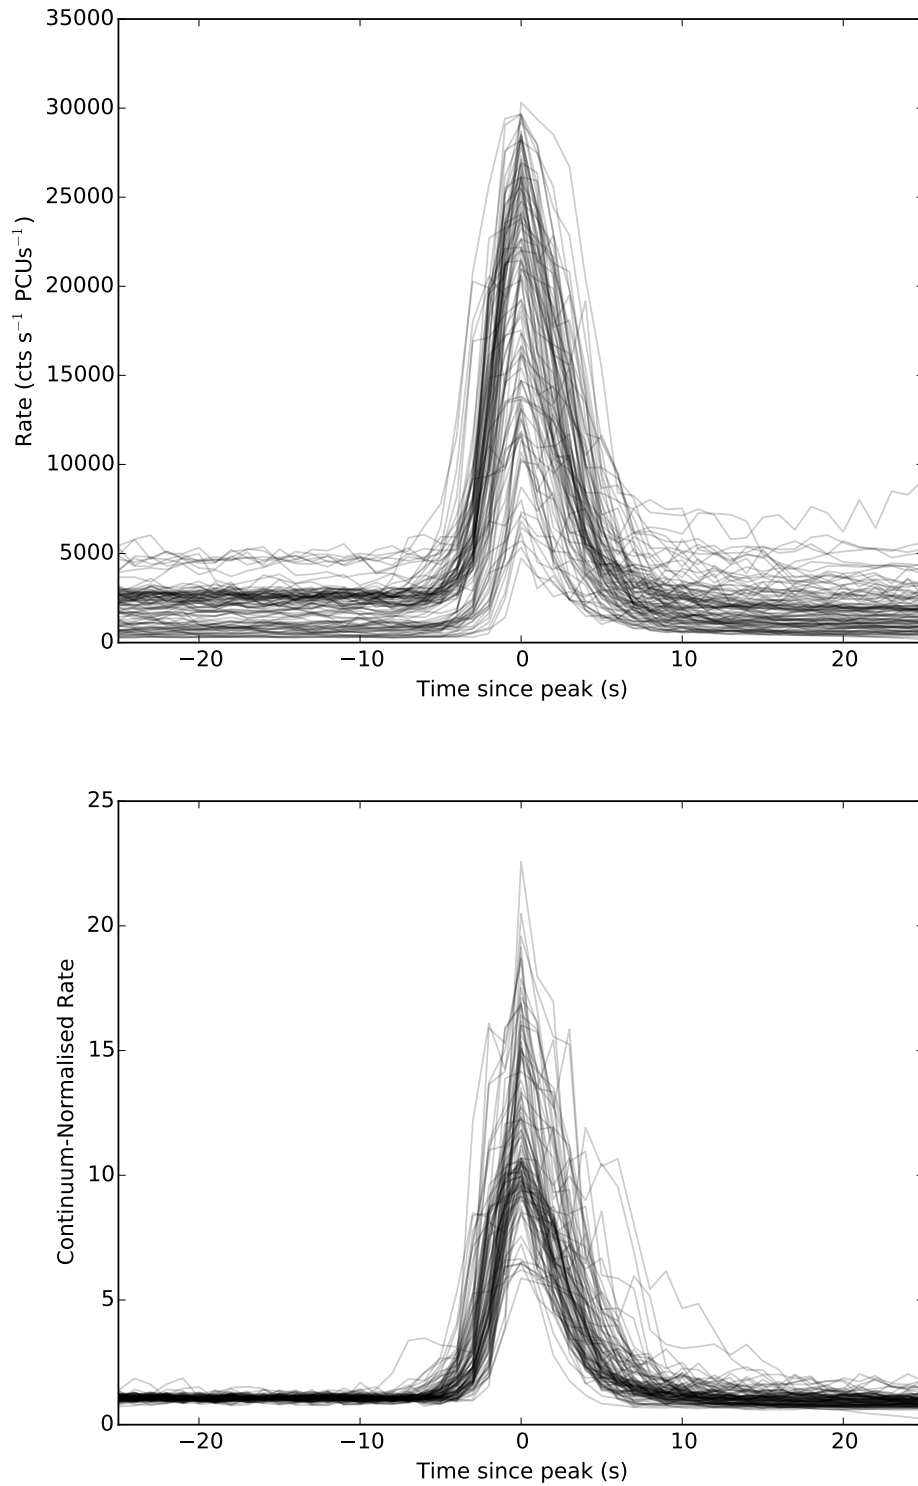 35000
30000
25000
20000
15000
10000
5000
0
Rate (cts s⁻¹ PCUs⁻¹)
−20 −10 0 10 20
Time since peak (s)
25
20
15
10
5
0
Continuum-Normalised Rate
−20 −10 0 10 20
Time since peak (s)